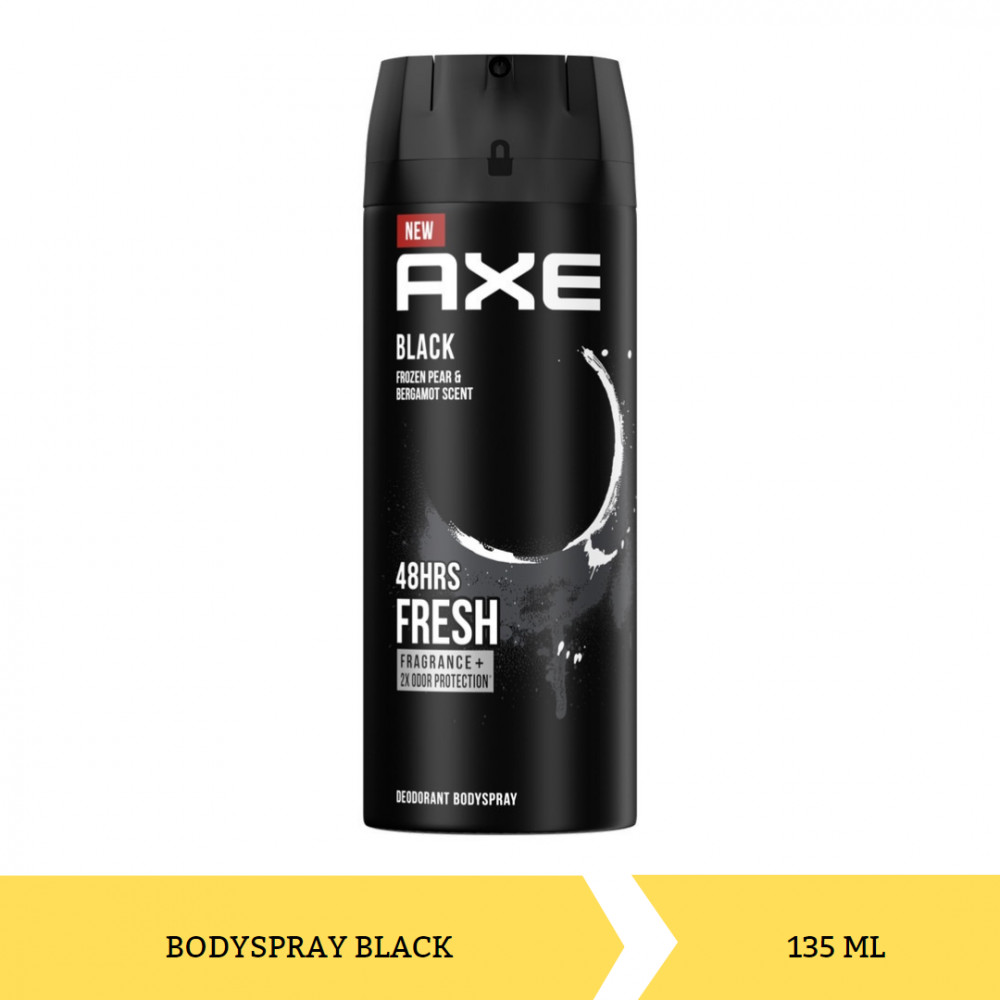 NEW
AXE
BLACK
FROZEN PEAR &
BERGAMOT SCENT
48HRS
FRESH
FRAGRANCE +
2X ODOR PROTECTION*
DEODORANT BODYSPRAY
BODYSPRAY BLACK
135 ML